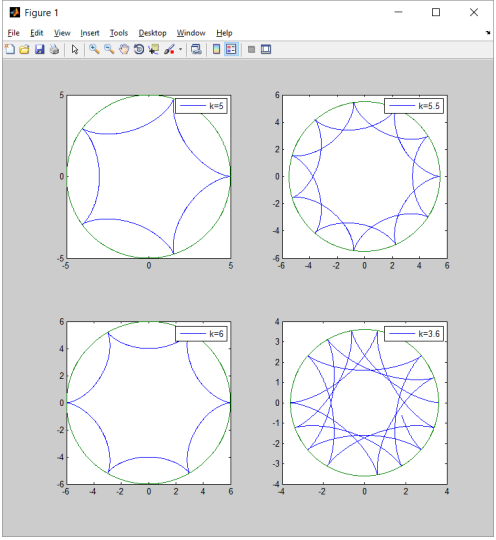 Figure 1
File Edit View Insert Tools Desktop Window Help
5
0
-5
-5 0 5
k=5
6
4
2
0
-2
-4
-6
-6 -4 -2 0 2 4 6
k=5.5
6
4
2
0
-2
-4
-6
-6 -4 -2 0 2 4 6
k=6
4
3
2
1
0
-1
-2
-3
-4
-4 -2 0 2 4
k=3.6